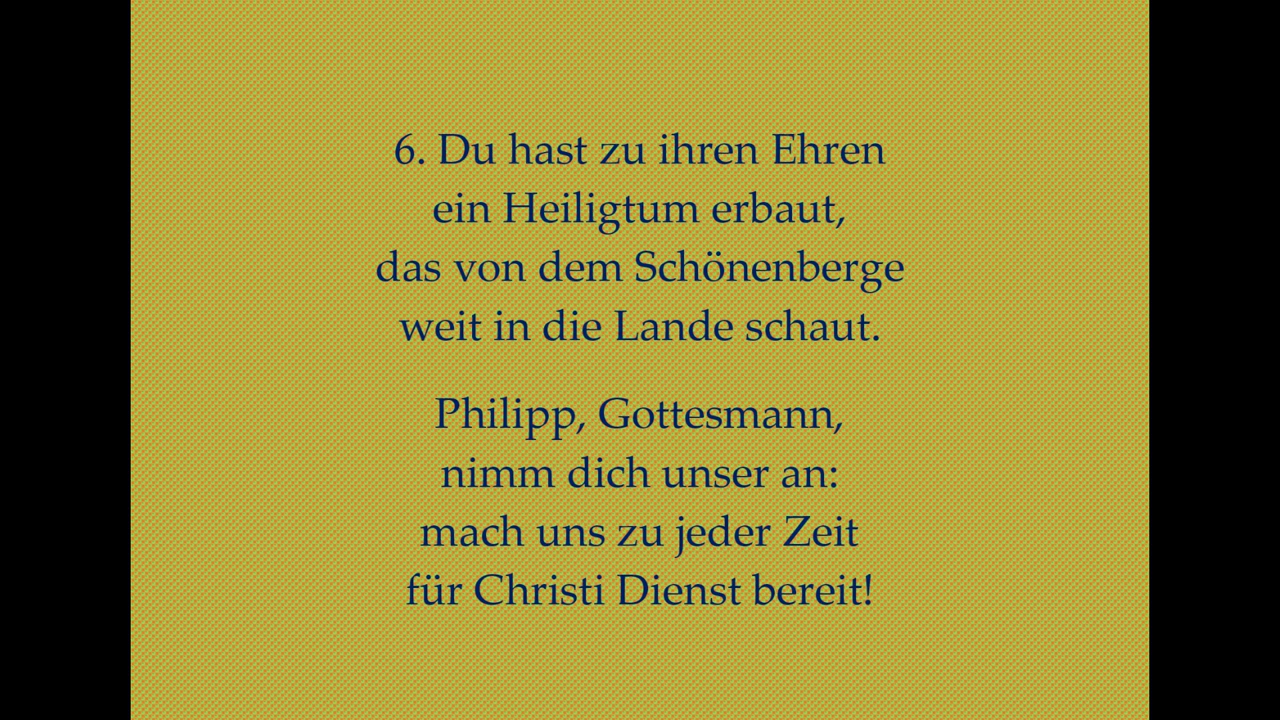 6. Du hast zu ihren Ehren
ein Heiligtum erbaut,
das von dem Schönenberge
weit in die Lande schaut.
Philipp, Gottesmann,
nimm dich unser an:
mach uns zu jeder Zeit
für Christi Dienst bereit!